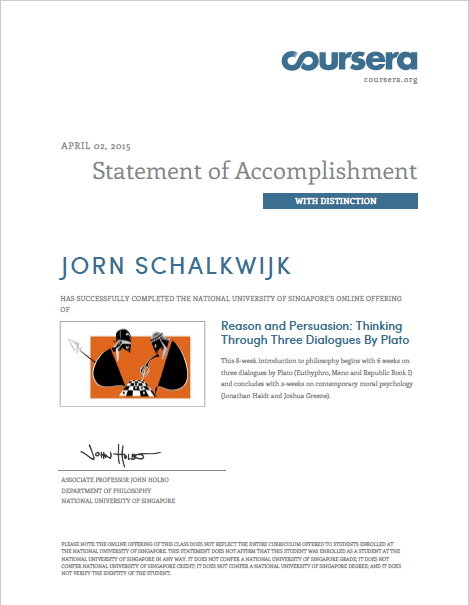 coursera
coursera.org
APRIL 02, 2015
Statement of Accomplishment
WITH DISTINCTION
JORN SCHALKWIJK
HAS SUCCESSFULLY COMPLETED THE NATIONAL UNIVERSITY OF SINGAPORE'S ONLINE OFFERING
OF
Reason and Persuasion: Thinking
Through Three Dialogues By Plato
This 8-week introduction to philosophy begins with 6 weeks on
three dialogues by Plato (Euthyphro, Meno and Republic Book I)
and concludes with 2-weeks on contemporary moral psychology
(Jonathan Haidt and Joshua Greene).
JOHN HOLBO
ASSOCIATE PROFESSOR JOHN HOLBO
DEPARTMENT OF PHILOSOPHY
NATIONAL UNIVERSITY OF SINGAPORE
PLEASE NOTE: THE ONLINE OFFERING OF THIS CLASS DOES NOT REFLECT THE ENTIRE CURRICULUM OFFERED TO STUDENTS ENROLLED AT
THE NATIONAL UNIVERSITY OF SINGAPORE. THIS STATEMENT DOES NOT AFFIRM THAT THIS STUDENT WAS ENROLLED AS A STUDENT AT THE
NATIONAL UNIVERSITY OF SINGAPORE IN ANY WAY. IT DOES NOT CONFER A NATIONAL UNIVERSITY OF SINGAPORE GRADE; IT DOES NOT
CONFER NATIONAL UNIVERSITY OF SINGAPORE CREDIT; IT DOES NOT CONFER A NATIONAL UNIVERSITY OF SINGAPORE DEGREE; AND IT DOES
NOT VERIFY THE IDENTITY OF THE STUDENT.